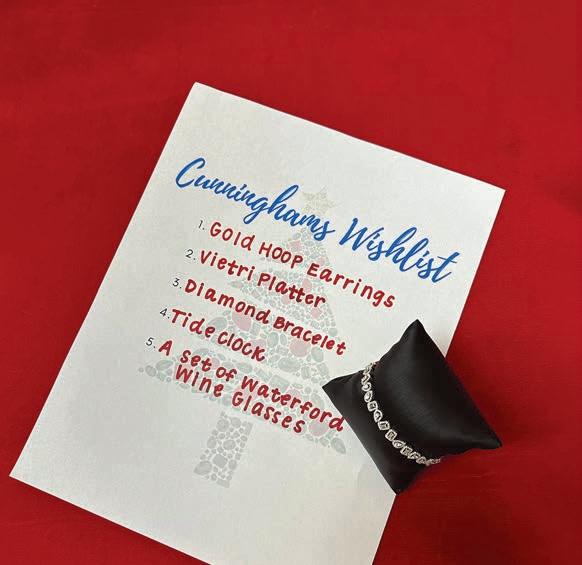 Cunninghams Wishlist
1. Gold Hoop Earrings
2. Vietri Platter
3. Diamond Bracelet
4. Tide Clock
5. A Set of Waterford
Wine Glasses